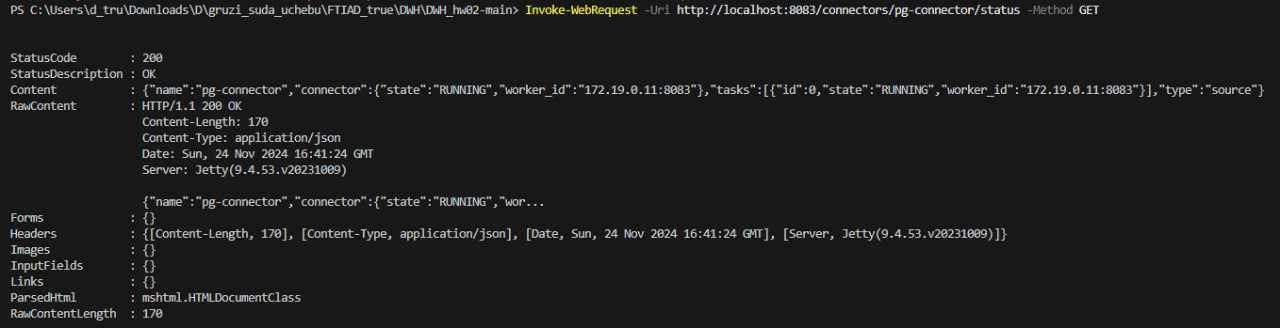 PS C:\Users\d_tru\Downloads\D\gruzi_suda_uchebu\FTIAD_true\DWH\DWH_hw02-main> Invoke-WebRequest -Uri http://localhost:8083/connectors/pg-connector/status -Method GET
StatusCode        : 200
StatusDescription : OK
Content           : {"name":"pg-connector","connector":{"state":"RUNNING","worker_id":"172.19.0.11:8083"},"tasks":[{"id":0,"state":"RUNNING","worker_id":"172.19.0.11:8083"}],"type":"source"}
RawContent        : HTTP/1.1 200 OK
                    Content-Length: 170
                    Content-Type: application/json
                    Date: Sun, 24 Nov 2024 16:41:24 GMT
                    Server: Jetty(9.4.53.v20231009)
                    {"name":"pg-connector","connector":{"state":"RUNNING","wor...
Forms             : {}
Headers           : {[Content-Length, 170], [Content-Type, application/json], [Date, Sun, 24 Nov 2024 16:41:24 GMT], [Server, Jetty(9.4.53.v20231009)]}
Images            : {}
InputFields       : {}
Links             : {}
ParsedHtml        : mshtml.HTMLDocumentClass
RawContentLength  : 170